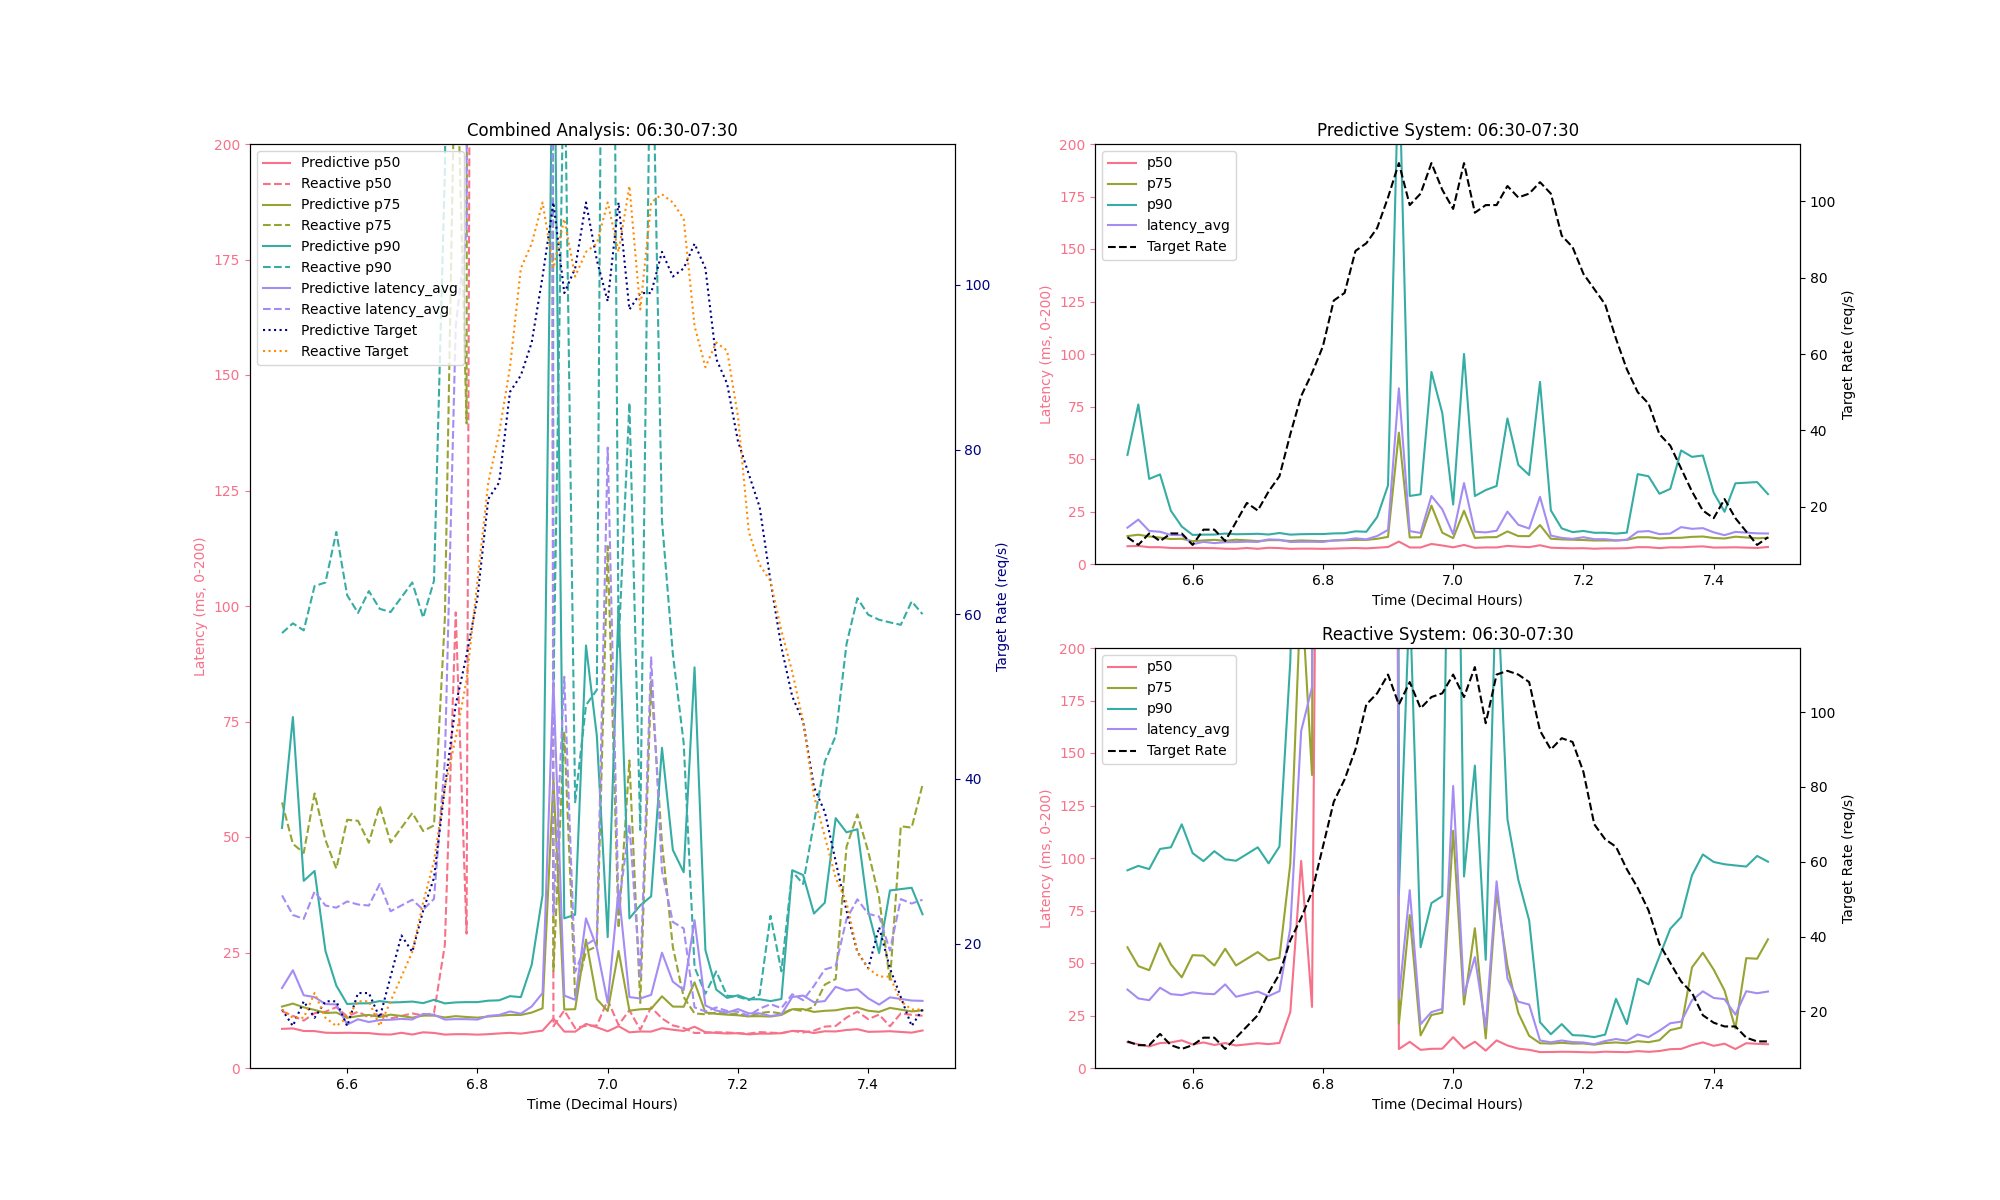 Combined Analysis: 06:30-07:30
Predictive p50
Reactive p50
Predictive p75
Reactive p75
Predictive p90
Reactive p90
Predictive latency_avg
Reactive latency_avg
Predictive Target
Reactive Target
200
175
150
125
100
75
50
25
0
Latency (ms, 0-200)
100
80
60
40
20
Target Rate (req/s)
6.6 6.8 7.0 7.2 7.4
Time (Decimal Hours)
Predictive System: 06:30-07:30
p50
p75
p90
latency_avg
Target Rate
200
175
150
125
100
75
50
25
0
Latency (ms, 0-200)
100
80
60
40
20
Target Rate (req/s)
6.6 6.8 7.0 7.2 7.4
Time (Decimal Hours)
Reactive System: 06:30-07:30
p50
p75
p90
latency_avg
Target Rate
200
175
150
125
100
75
50
25
0
Latency (ms, 0-200)
100
80
60
40
20
Target Rate (req/s)
6.6 6.8 7.0 7.2 7.4
Time (Decimal Hours)